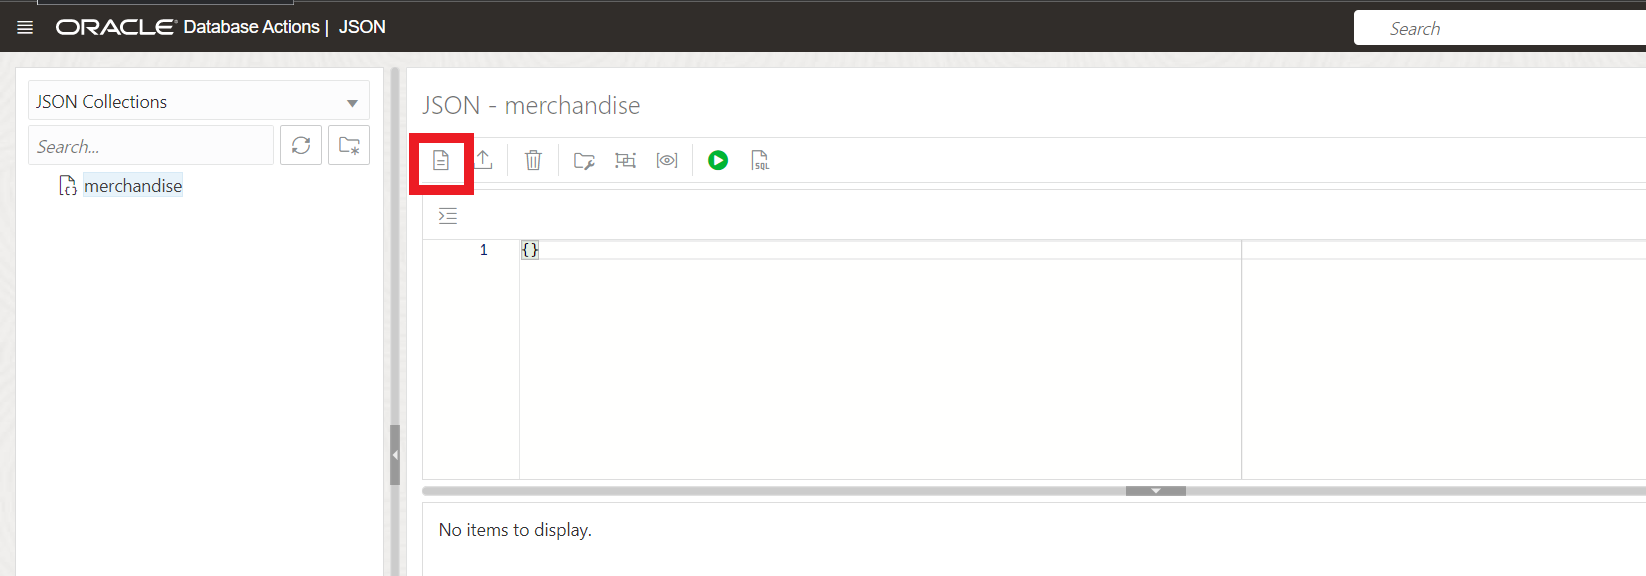 ORACLE® Database Actions | JSON
Search
JSON Collections
Search...
merchandise
JSON - merchandise
SQL
1 {}
No items to display.